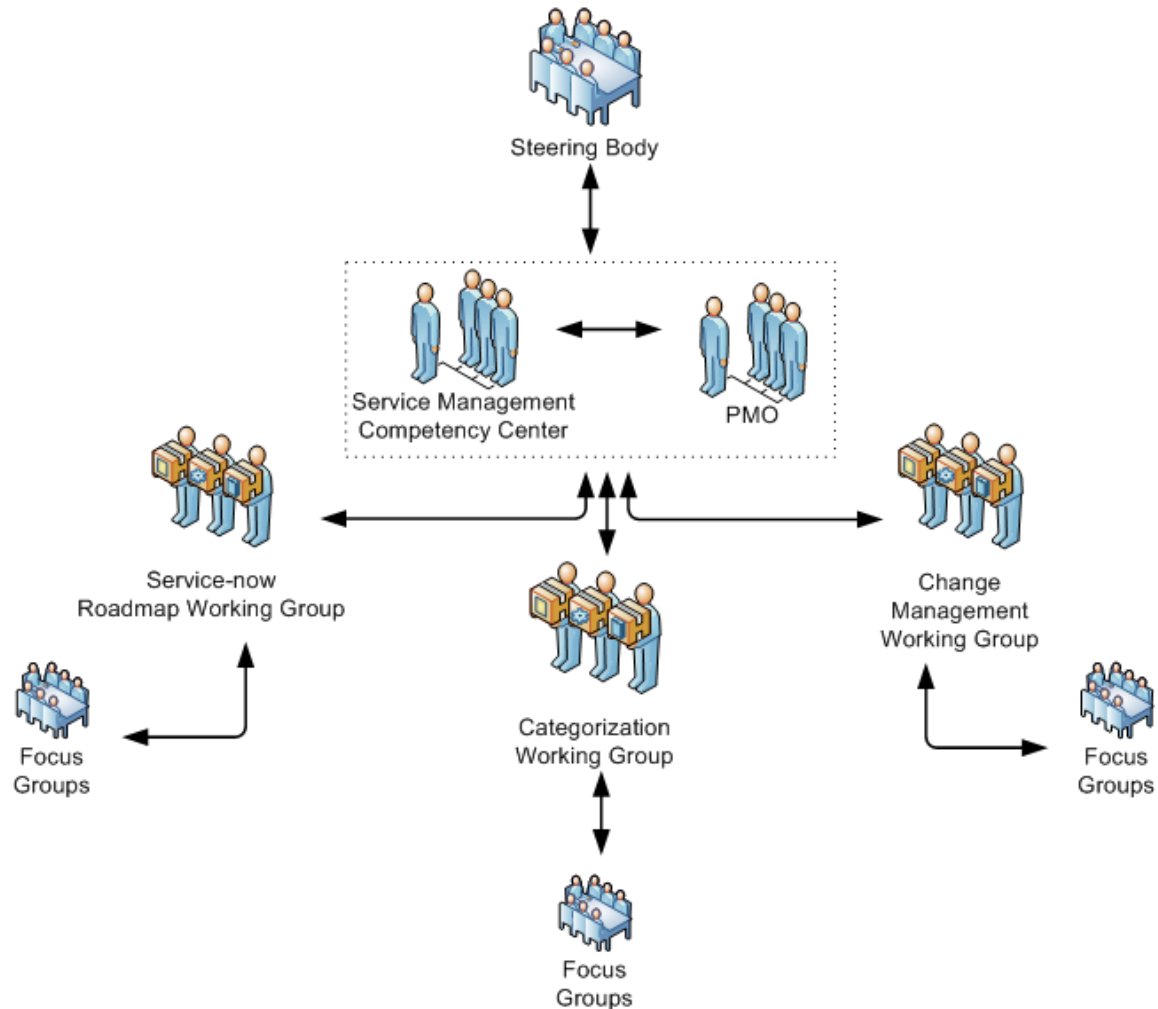 Steering Body
Service Management
Competency Center
PMO
Service-now
Roadmap Working Group
Change
Management
Working Group
Categorization
Working Group
Focus
Groups
Focus
Groups
Focus
Groups